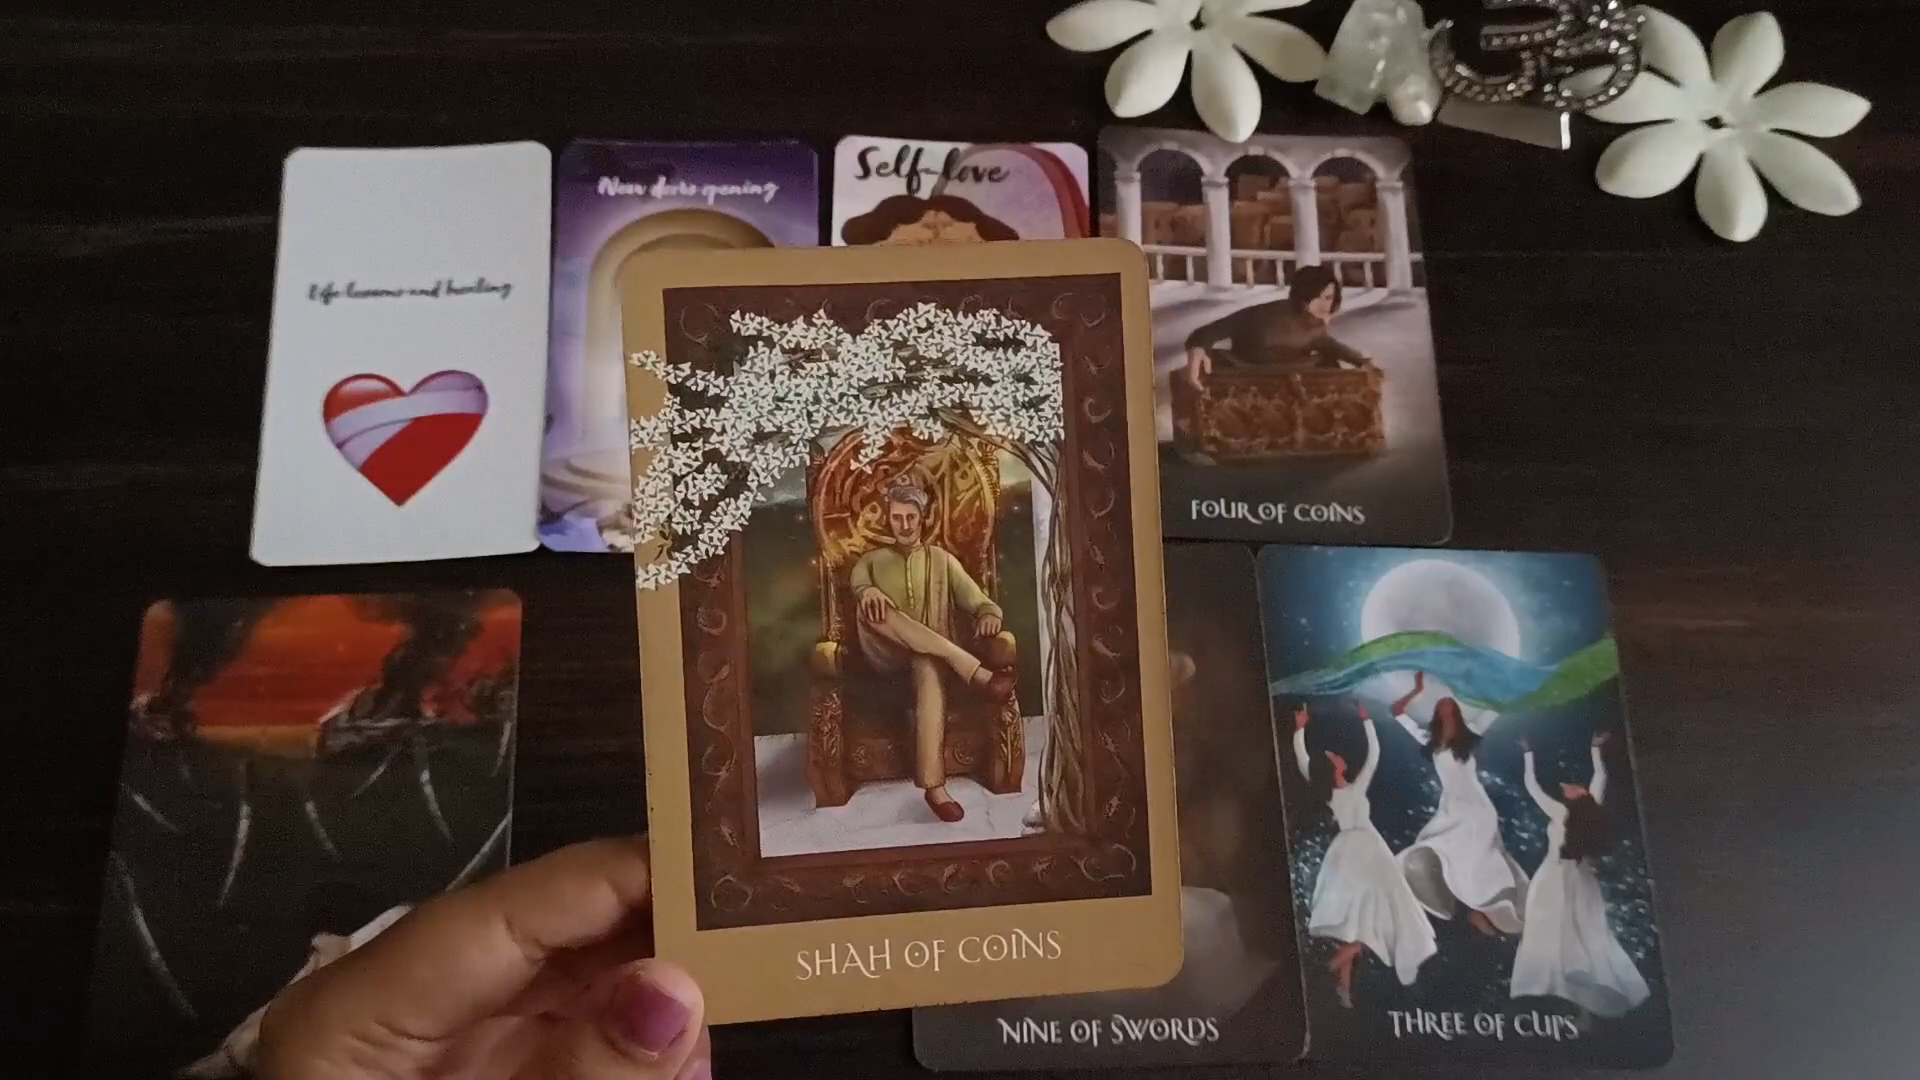 Life lessons and healing
New doors opening
Self-love
FOUR OF COINS
SHAH OF COINS
NINE OF SWORDS
THREE OF CUPS